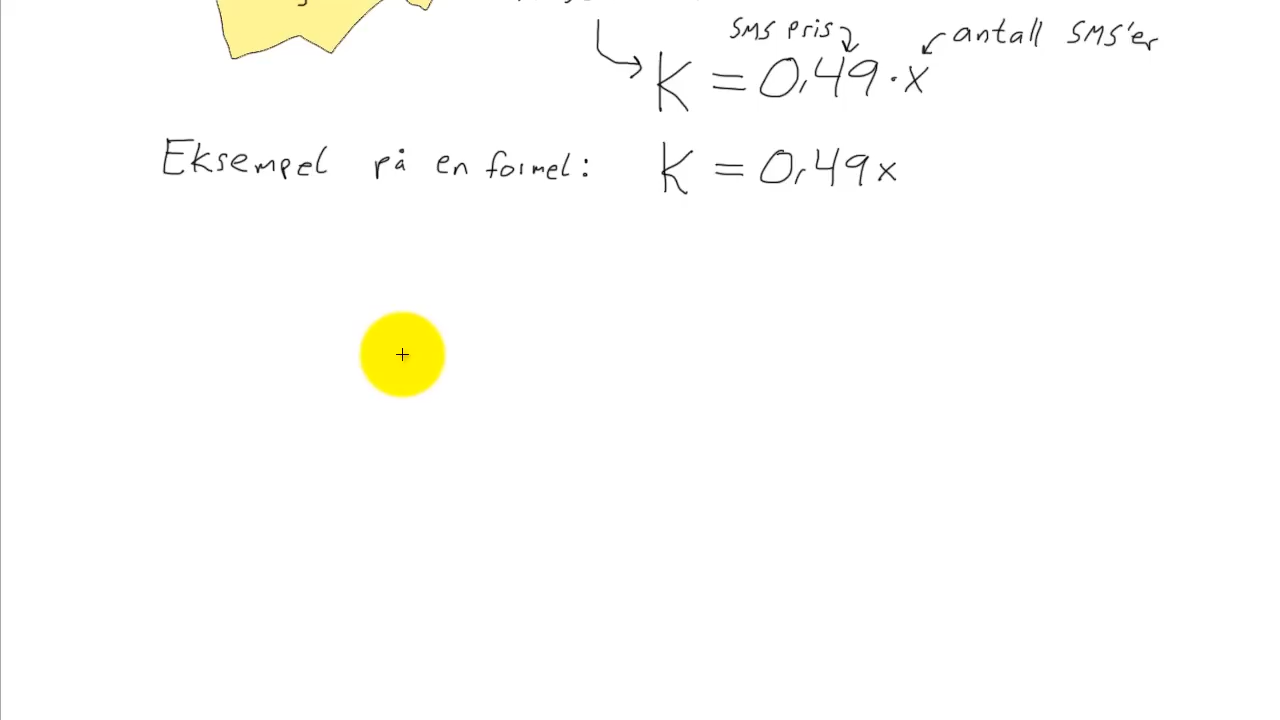 SMS pris
antall SMS'er
K = 0,49 · x
Eksempel på en formel: K = 0,49x